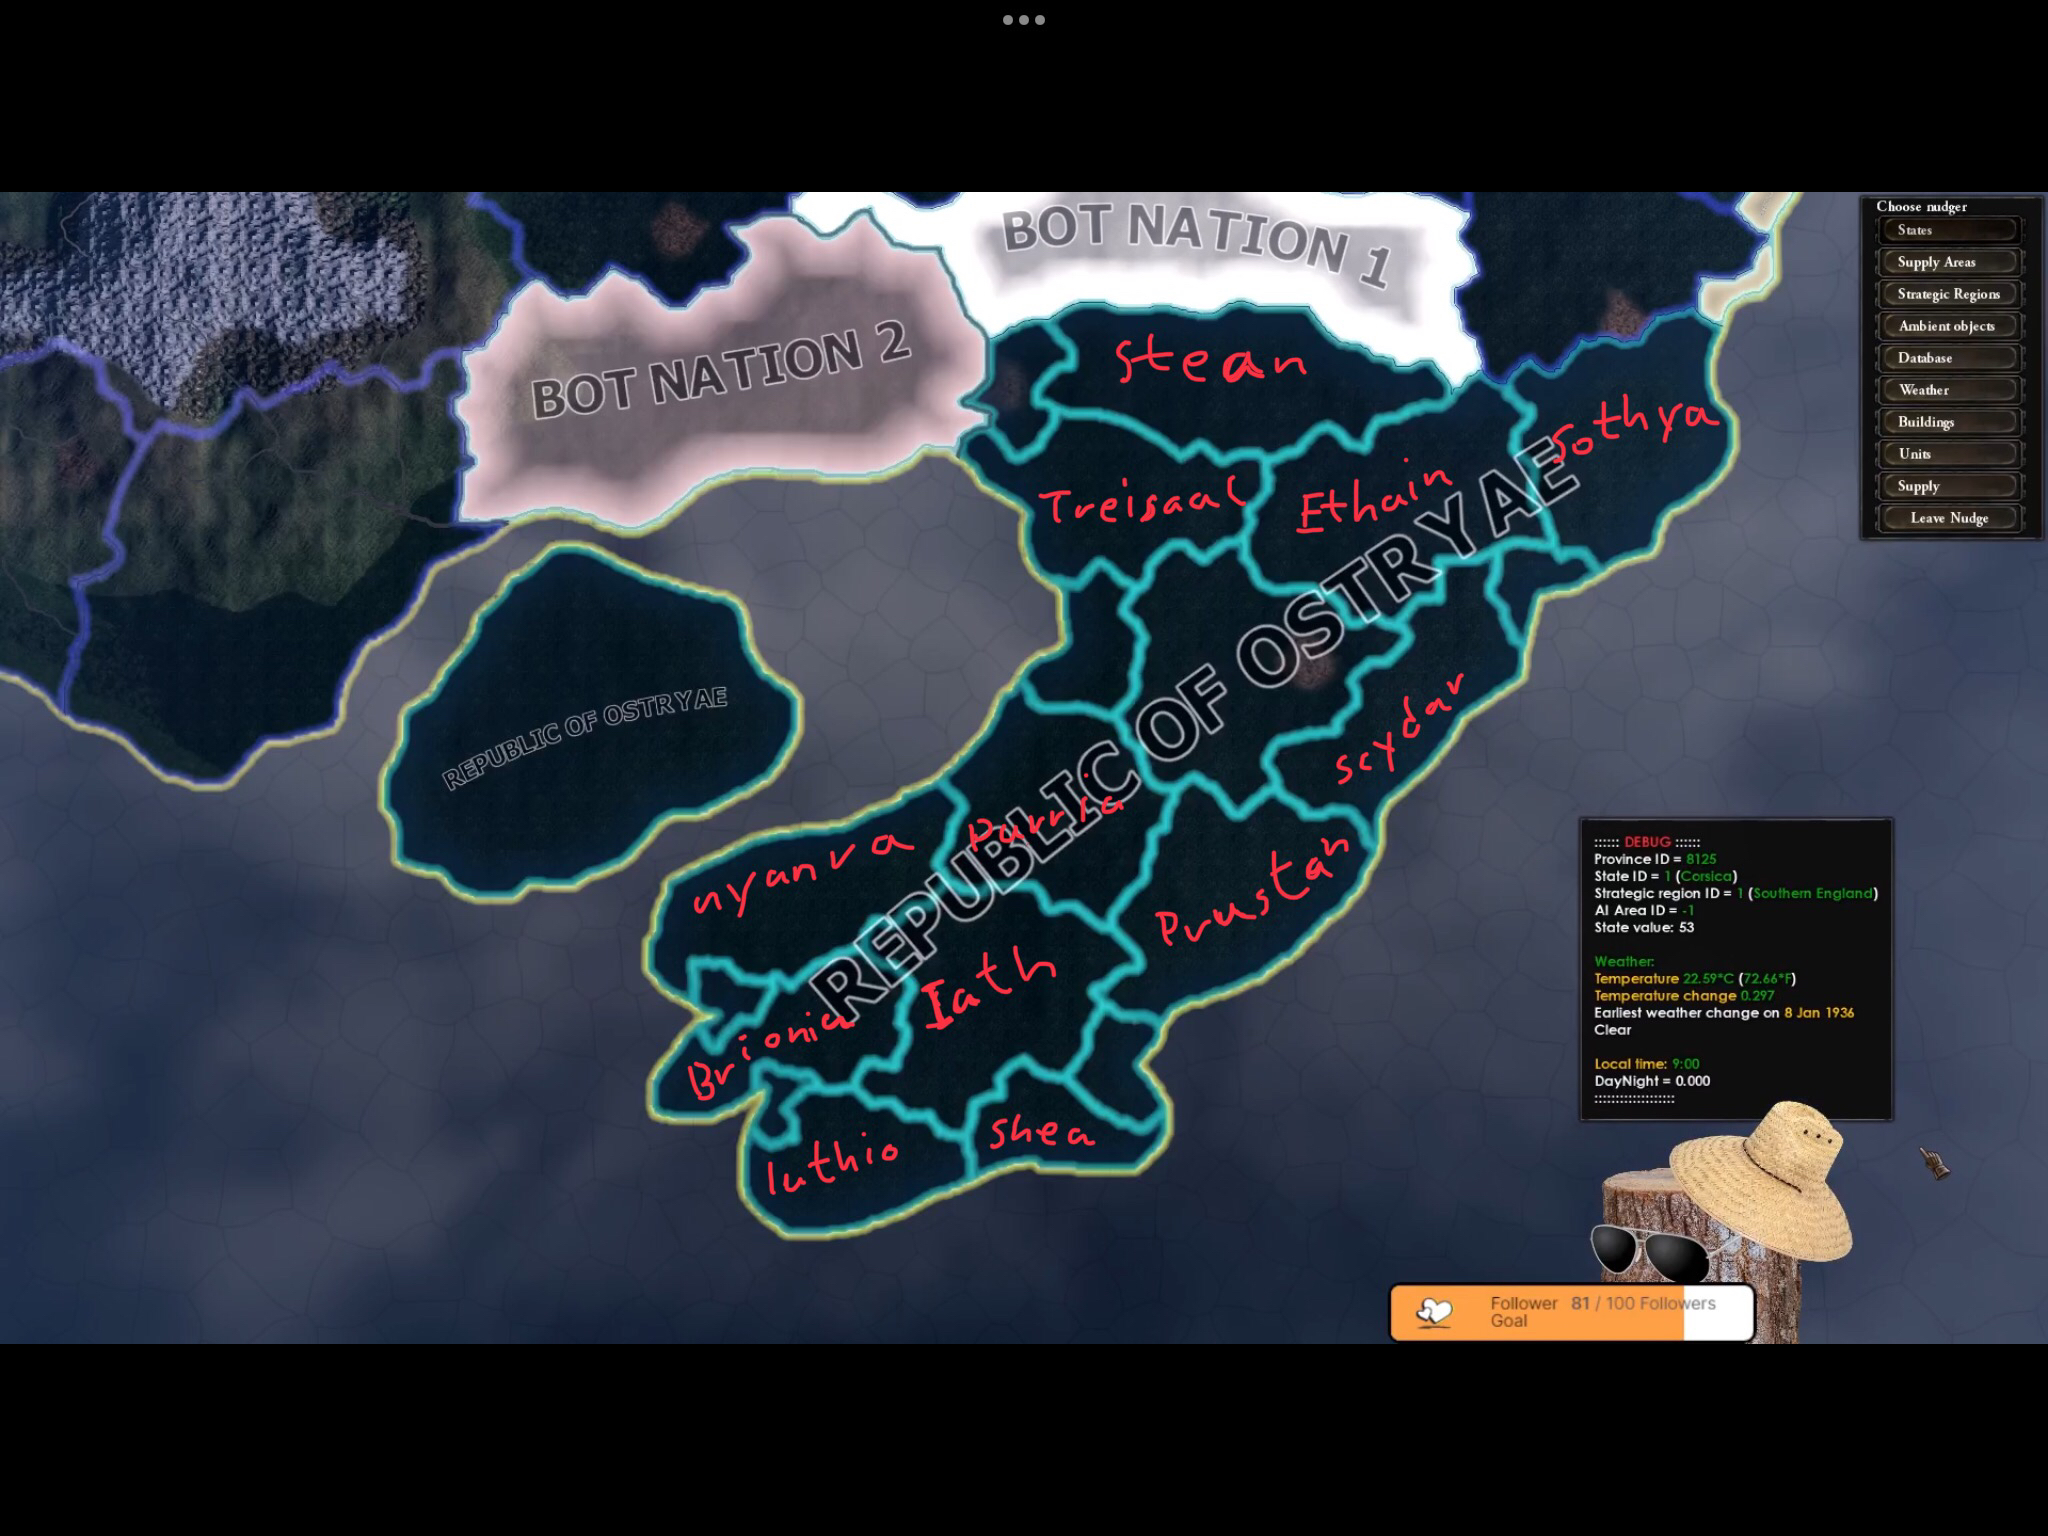 BOT NATION 1
BOT NATION 2
REPUBLIC OF OSTRYAE
REPUBLIC OF OSTRYAE
Stean
Sothya
Treisaal
Ethain
scydar
nyanva
Purria
Prustan
Iath
Brionia
luthio
shea
Choose nudger
States
Supply Areas
Strategic Regions
Ambient objects
Database
Weather
Buildings
Units
Supply
Leave Nudge
:::::: DEBUG ::::::
Province ID = 8125
State ID = 1 (Corsica)
Strategic region ID = 1 (Southern England)
AI Area ID = -1
State value: 53
Weather:
Temperature 22.59°C (72.66°F)
Temperature change 0.297
Earliest weather change on 8 Jan 1936
Clear
Local time: 9:00
DayNight = 0.000
Follower Goal 81 / 100 Followers